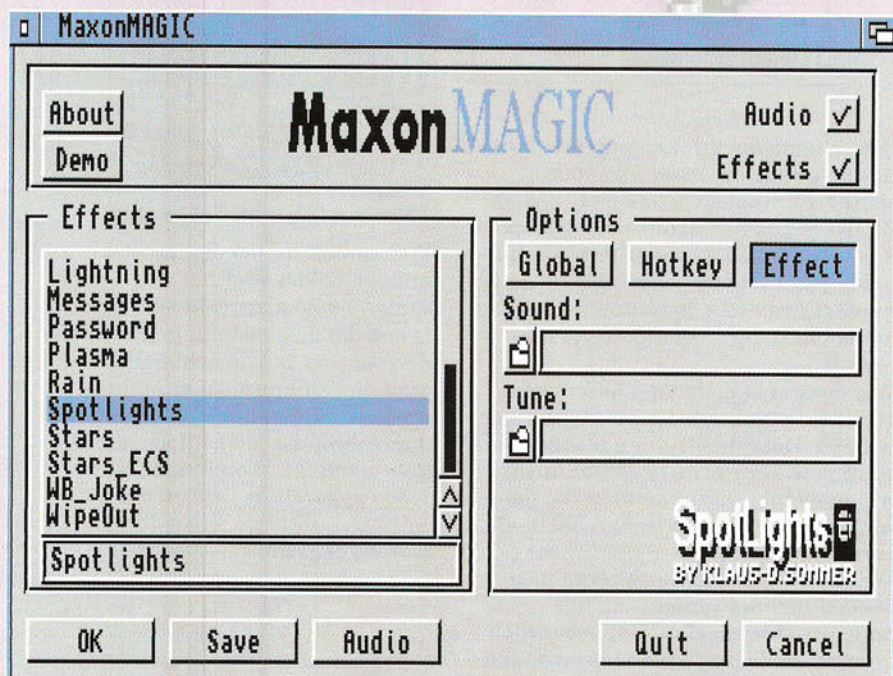 MaxonMAGIC
About
Demo
MaxonMAGIC
Audio
Effects
Effects
Lightning
Messages
Password
Plasma
Rain
Spotlights
Stars
Stars_ECS
WB_Joke
WipeOut
Spotlights
Options
Global Hotkey Effect
Sound:
Tune:
SpotLights
BY KLAUS-D.SOMMER
OK Save Audio Quit Cancel